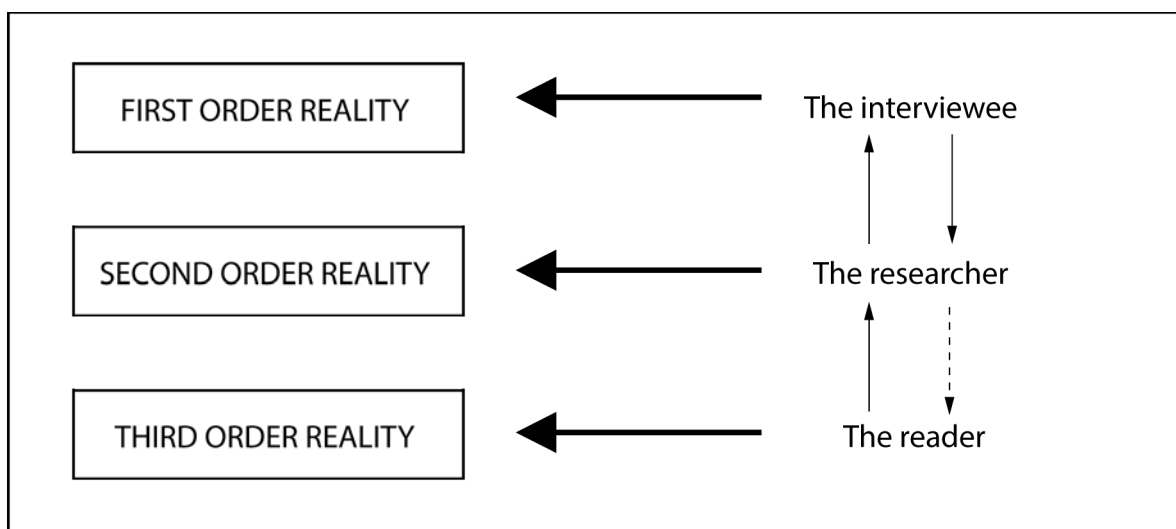 FIRST ORDER REALITY
The interviewee
SECOND ORDER REALITY
The researcher
THIRD ORDER REALITY
The reader